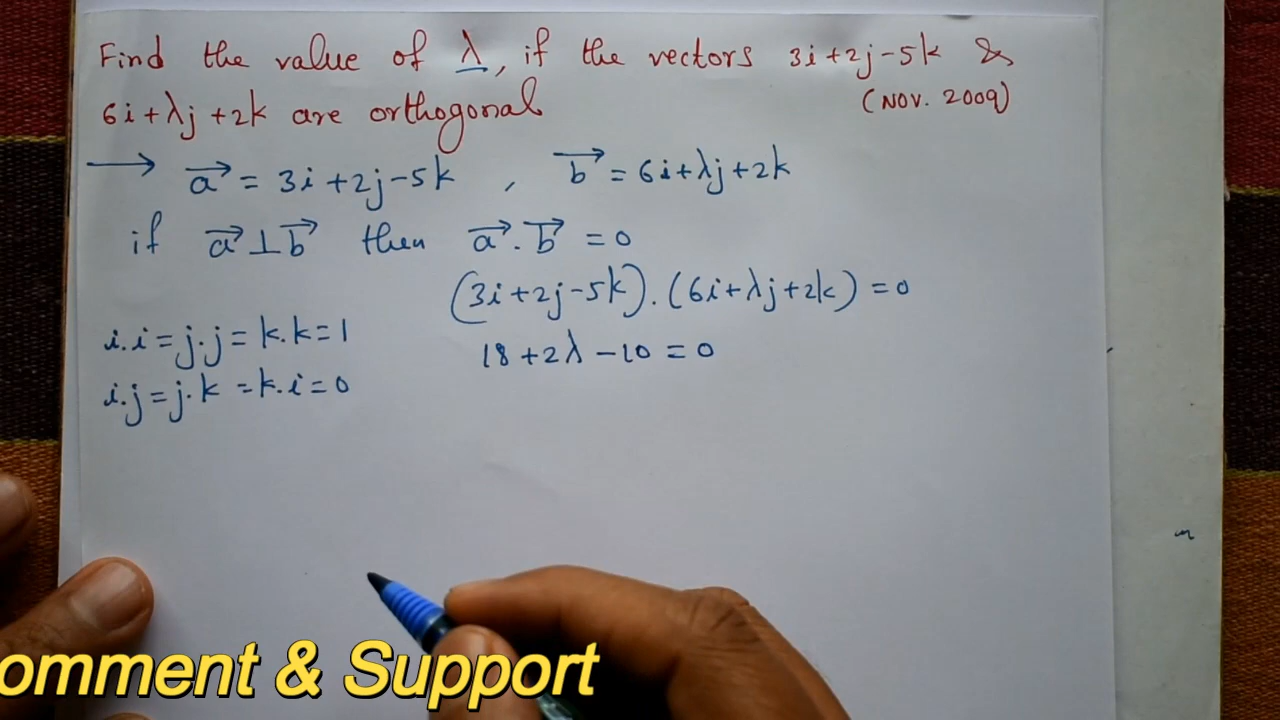 Find the value of λ, if the vectors 3i+2j-5k &
6i+λj+2k are orthogonal (NOV. 2009)
→ a⃗ = 3i+2j-5k , b⃗ = 6i+λj+2k
if a⃗ ⊥ b⃗ then a⃗ . b⃗ = 0
(3i+2j-5k).(6i+λj+2k) = 0
i.i = j.j = k.k = 1
18+2λ-10 = 0
i.j = j.k = k.i = 0
omment & Support